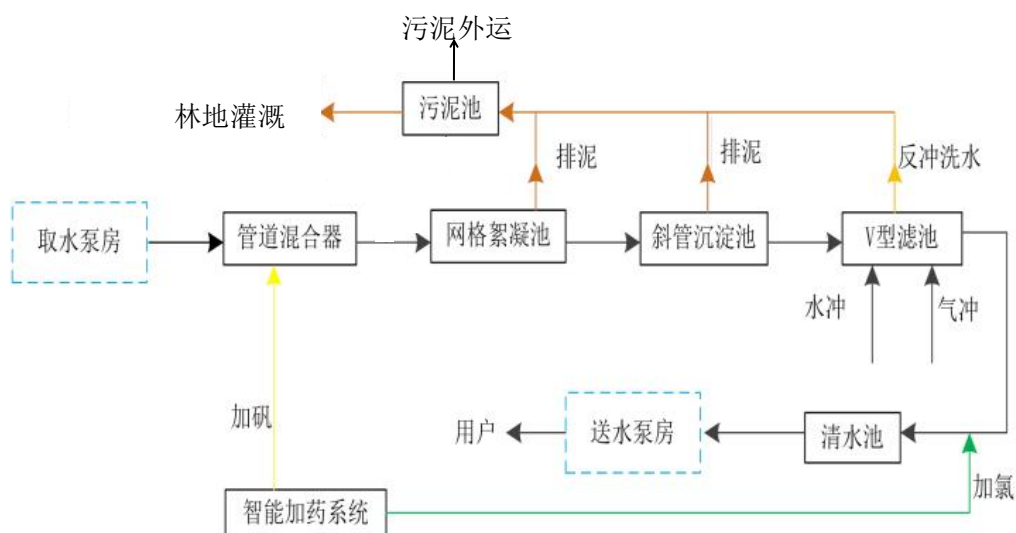 污泥外运
林地灌溉
污泥池
排泥
排泥
反冲洗水
取水泵房
管道混合器
网格絮凝池
斜管沉淀池
V型滤池
水冲
气冲
加矾
用户
送水泵房
清水池
加氯
智能加药系统